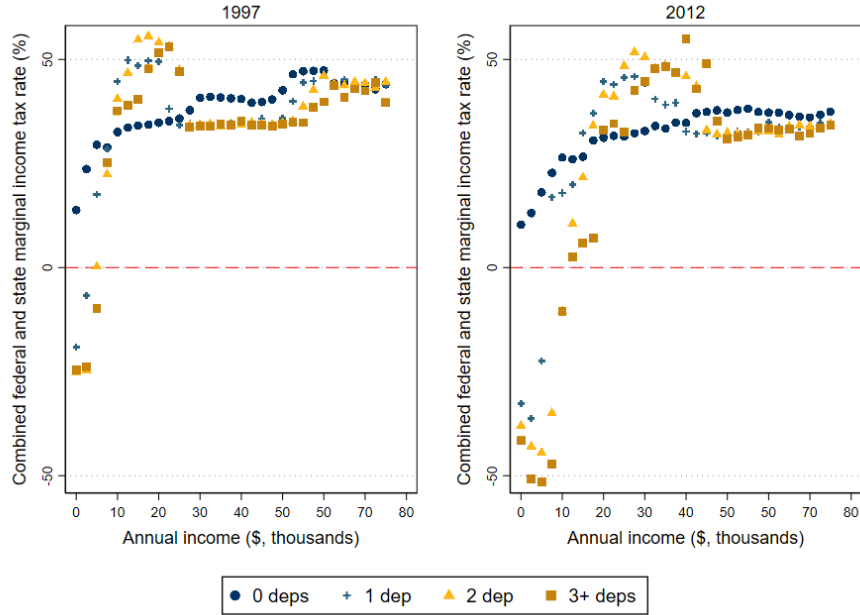 1997
2012
Combined federal and state marginal income tax rate (%)
50
0
-50
0 10 20 30 40 50 60 70 80
Annual income ($, thousands)
Combined federal and state marginal income tax rate (%)
50
0
-50
0 10 20 30 40 50 60 70 80
Annual income ($, thousands)
0 deps 1 dep 2 dep 3+ deps